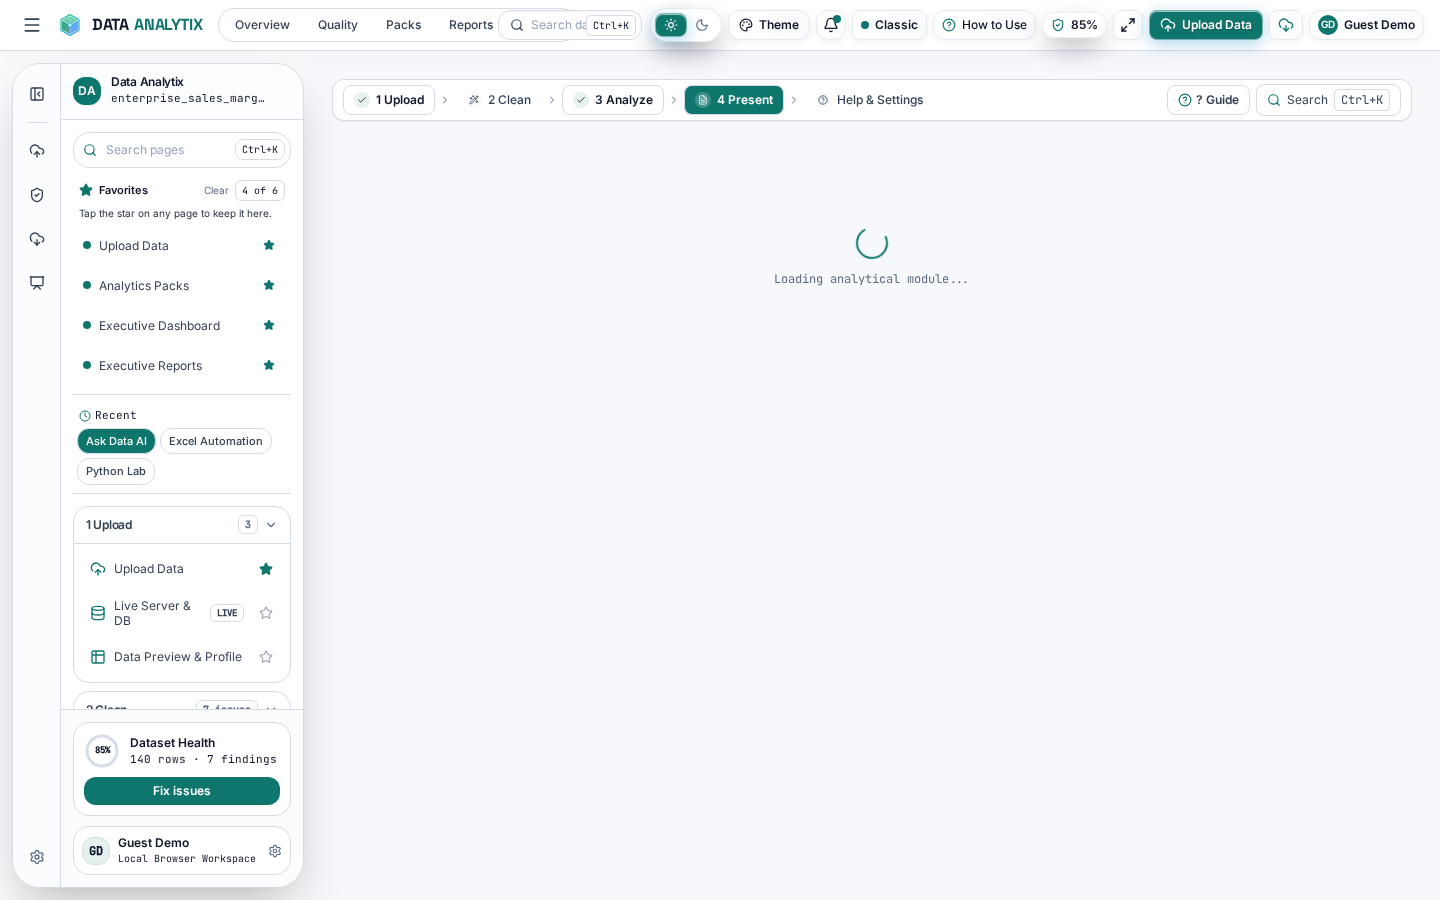 DATA ANALYTIX
Overview
Quality
Packs
Reports
Search da
Ctrl+K
Theme
Classic
How to Use
85%
Upload Data
GD
Guest Demo
DA
Data Analytix
enterprise_sales_marg…
Search pages
Ctrl+K
Favorites
Clear
4 of 6
Tap the star on any page to keep it here.
Upload Data
Analytics Packs
Executive Dashboard
Executive Reports
Recent
Ask Data AI
Excel Automation
Python Lab
1 Upload
3
Upload Data
Live Server &
DB
LIVE
Data Preview & Profile
2 Clean
7 issues
85%
Dataset Health
140 rows · 7 findings
Fix issues
GD
Guest Demo
Local Browser Workspace
1 Upload
2 Clean
3 Analyze
4 Present
Help & Settings
? Guide
Search
Ctrl+K
Loading analytical module...